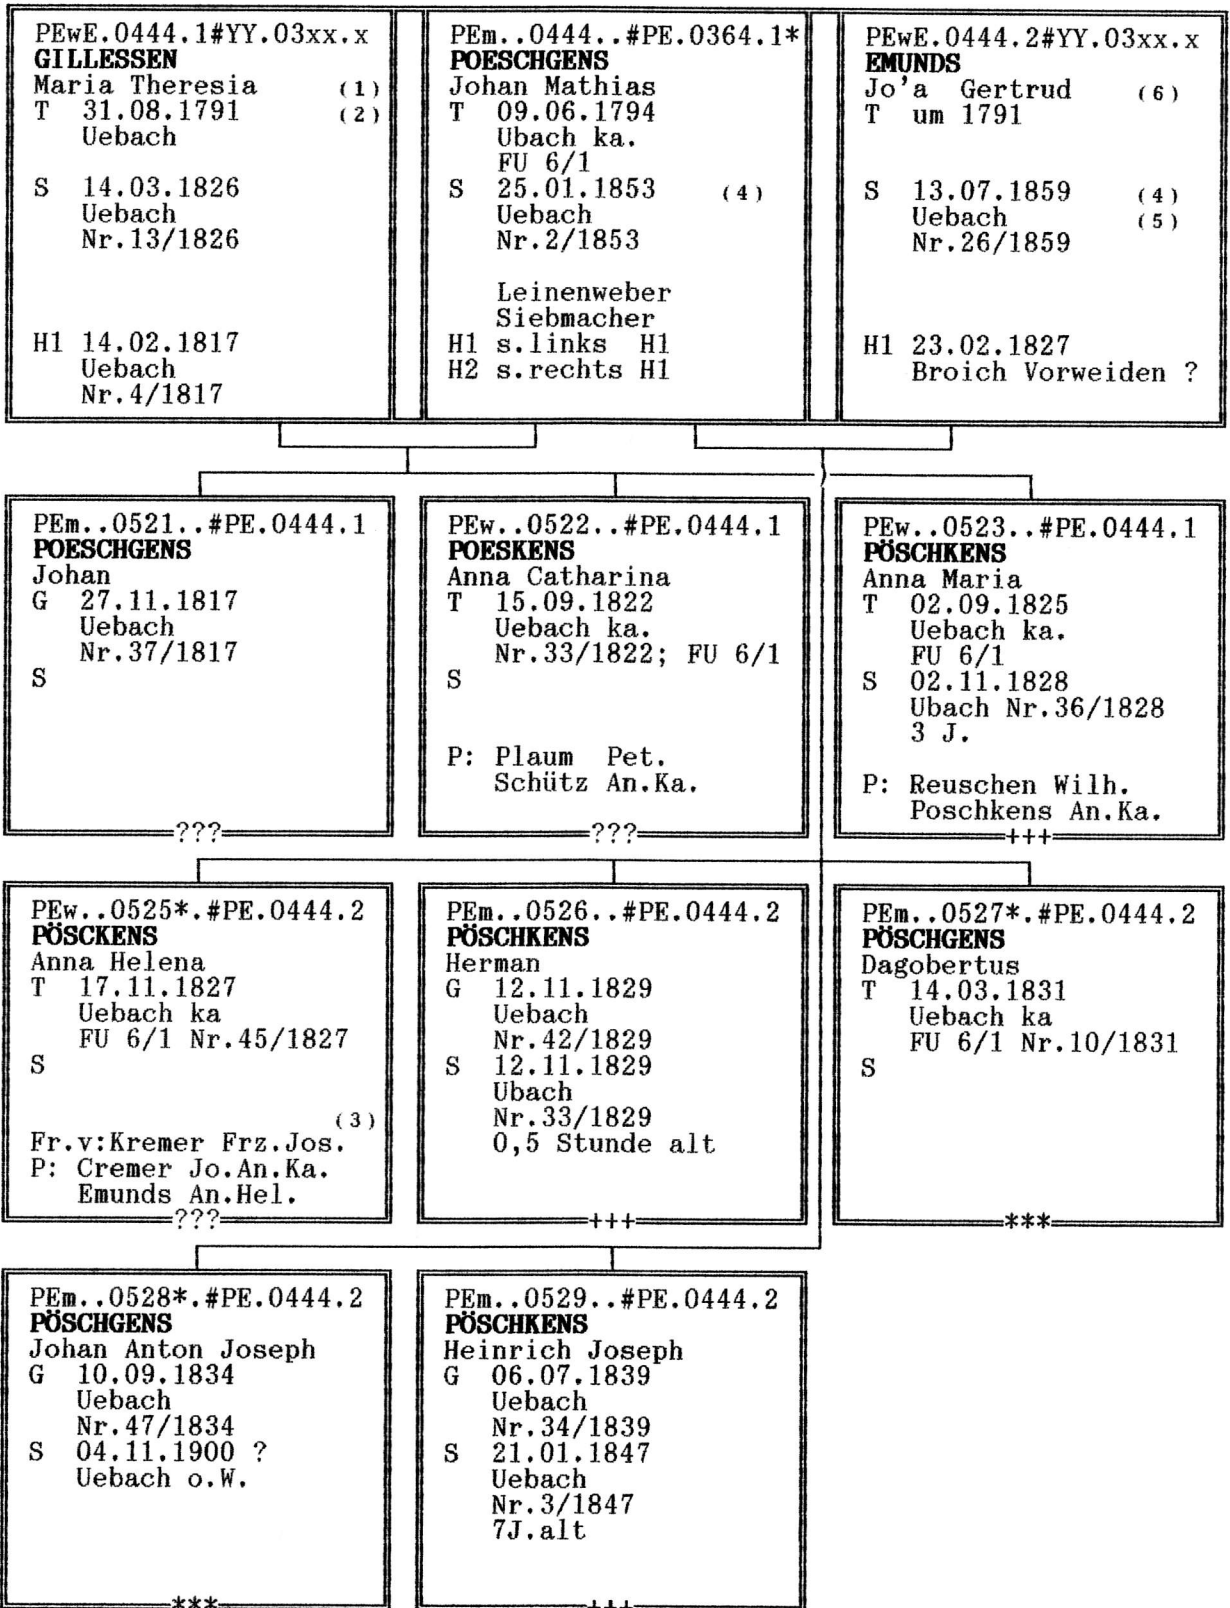 PEwE.0444.1#YY.03xx.x
GILLESSEN
Maria Theresia (1)
T 31.08.1791 (2)
Uebach
S 14.03.1826
Uebach
Nr.13/1826
H1 14.02.1817
Uebach
Nr.4/1817
PEm..0444..#PE.0364.1*
POESCHGENS
Johan Mathias
T 09.06.1794
Ubach ka.
FU 6/1
S 25.01.1853 (4)
Uebach
Nr.2/1853
Leinenweber
Siebmacher
H1 s.links H1
H2 s.rechts H1
PEwE.0444.2#YY.03xx.x
EMUNDS
Jo'a Gertrud (6)
T um 1791
S 13.07.1859 (4)
Uebach (5)
Nr.26/1859
H1 23.02.1827
Broich Vorweiden ?
PEm..0521..#PE.0444.1
POESCHGENS
Johan
G 27.11.1817
Uebach
Nr.37/1817
S
???
PEw..0522..#PE.0444.1
POESKENS
Anna Catharina
T 15.09.1822
Uebach ka.
Nr.33/1822; FU 6/1
S
P: Plaum Pet.
Schütz An.Ka.
???
PEw..0523..#PE.0444.1
PÖSCHKENS
Anna Maria
T 02.09.1825
Uebach ka.
FU 6/1
S 02.11.1828
Ubach Nr.36/1828
3 J.
P: Reuschen Wilh.
Poschkens An.Ka.
+++
PEw..0525*.#PE.0444.2
PÖSCKENS
Anna Helena
T 17.11.1827
Uebach ka
FU 6/1 Nr.45/1827
S
(3)
Fr.v:Kremer Frz.Jos.
P: Cremer Jo.An.Ka.
Emunds An.Hel.
???
PEm..0526..#PE.0444.2
PÖSCHKENS
Herman
G 12.11.1829
Uebach
Nr.42/1829
S 12.11.1829
Ubach
Nr.33/1829
0,5 Stunde alt
+++
PEm..0527*.#PE.0444.2
PÖSCHGENS
Dagobertus
T 14.03.1831
Uebach ka
FU 6/1 Nr.10/1831
S
***
PEm..0528*.#PE.0444.2
PÖSCHGENS
Johan Anton Joseph
G 10.09.1834
Uebach
Nr.47/1834
S 04.11.1900 ?
Uebach o.W.
***
PEm..0529..#PE.0444.2
PÖSCHKENS
Heinrich Joseph
G 06.07.1839
Uebach
Nr.34/1839
S 21.01.1847
Uebach
Nr.3/1847
7J.alt
+++